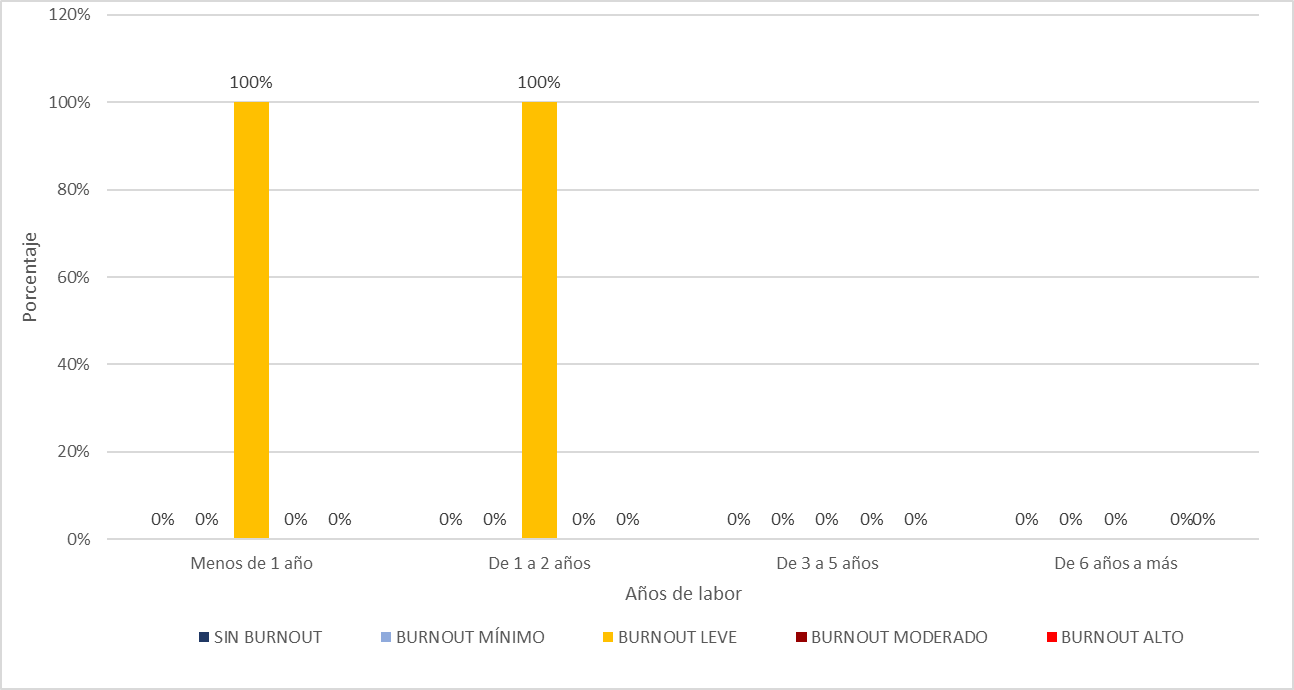 120%
100%
80%
60%
40%
20%
0%
Porcentaje
100%
100%
0% 0% 0% 0%
0% 0% 0% 0%
0% 0% 0% 0% 0%
0% 0% 0% 0% 0%
Menos de 1 año
De 1 a 2 años
De 3 a 5 años
De 6 años a más
Años de labor
SIN BURNOUT
BURNOUT MÍNIMO
BURNOUT LEVE
BURNOUT MODERADO
BURNOUT ALTO